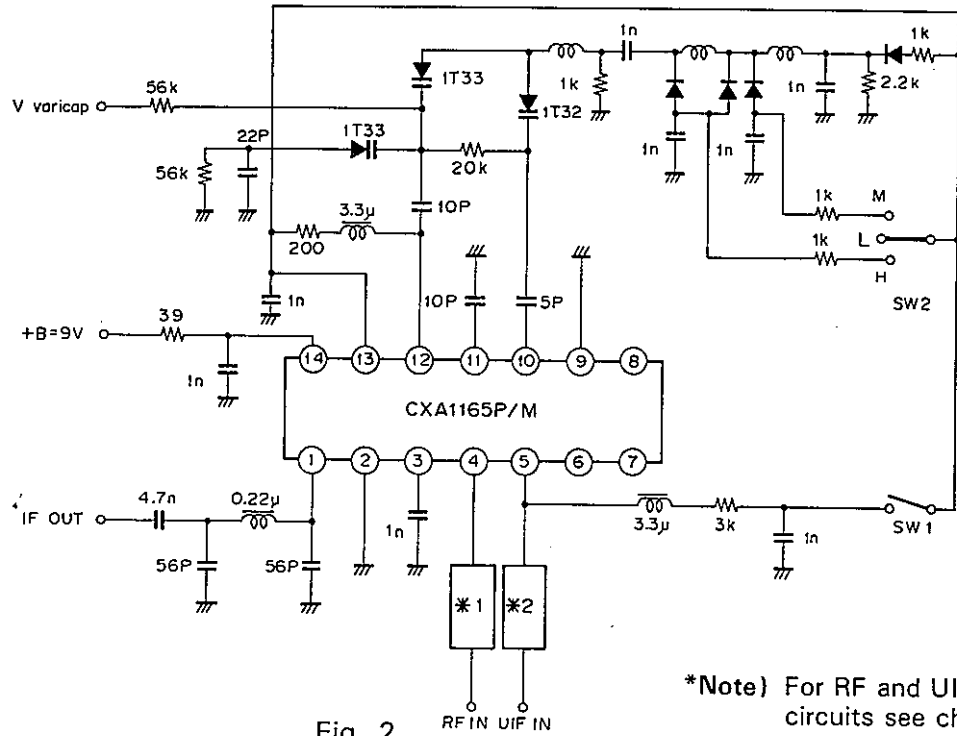 1n
1k
1k
1n
2.2k
1T33
1T32
V varicap
56k
1T33
22P
56k
20k
1n
1n
10P
1k
M
3.3μ
200
L
1k
H
SW2
1n
10P
5P
+B=9V
39
1n
14
13
12
11
10
9
8
CXA1165P/M
1
2
3
4
5
6
7
4.7n
0.22μ
IF OUT
56P
56P
1n
3.3μ
3k
1n
SW1
✱1
✱2
RF IN
UIF IN
Fig. 2
*Note) For RF and UI
circuits see ch